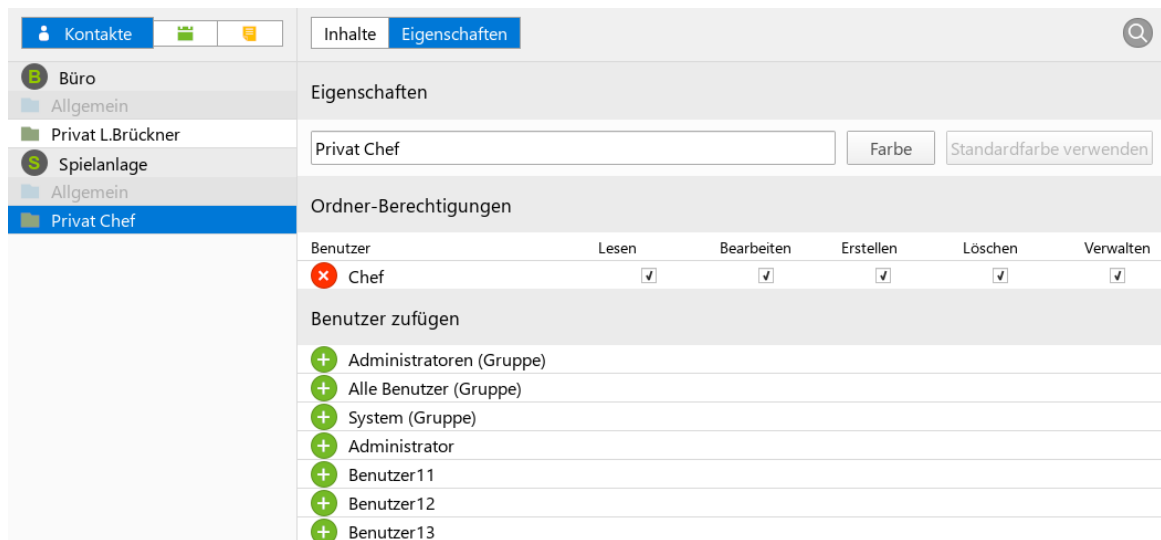 Kontakte
Inhalte Eigenschaften
B Büro
Allgemein
Privat L.Brückner
S Spielanlage
Allgemein
Privat Chef
Eigenschaften
Privat Chef Farbe Standardfarbe verwenden
Ordner-Berechtigungen
Benutzer Lesen Bearbeiten Erstellen Löschen Verwalten
Chef
Benutzer zufügen
Administratoren (Gruppe)
Alle Benutzer (Gruppe)
System (Gruppe)
Administrator
Benutzer11
Benutzer12
Benutzer13